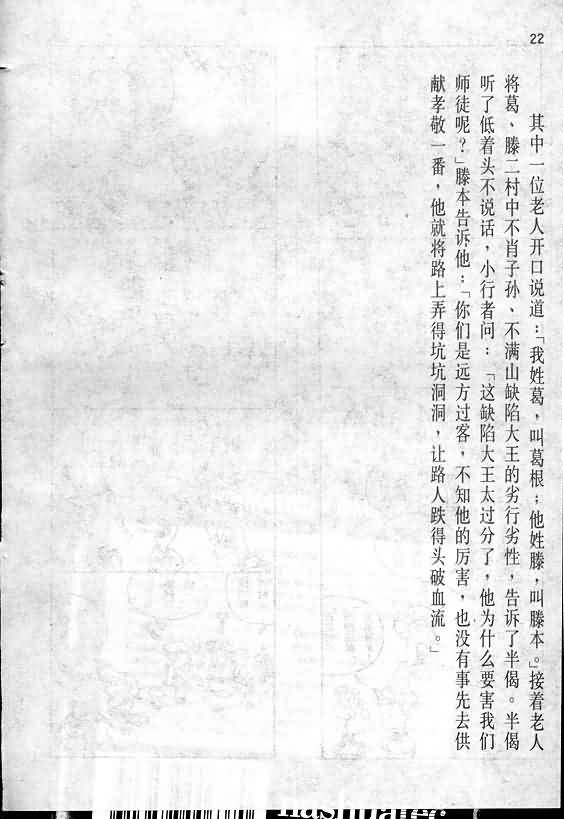 22
其中一位老人开口说道：「我姓葛，叫葛根；他姓滕，叫滕本。」接着老人
将葛、滕二村中不肖子孙、不满山缺陷大王的劣行劣性，告诉了半偈。半偈
听了低着头不说话，小行者问：「这缺陷大王太过分了，他为什么要害我们
师徒呢？」滕本告诉他：「你们是远方过客，不知他的厉害，也没有事先去供
献孝敬一番，他就将路上弄得坑坑洞洞，让路人跌得头破血流。」